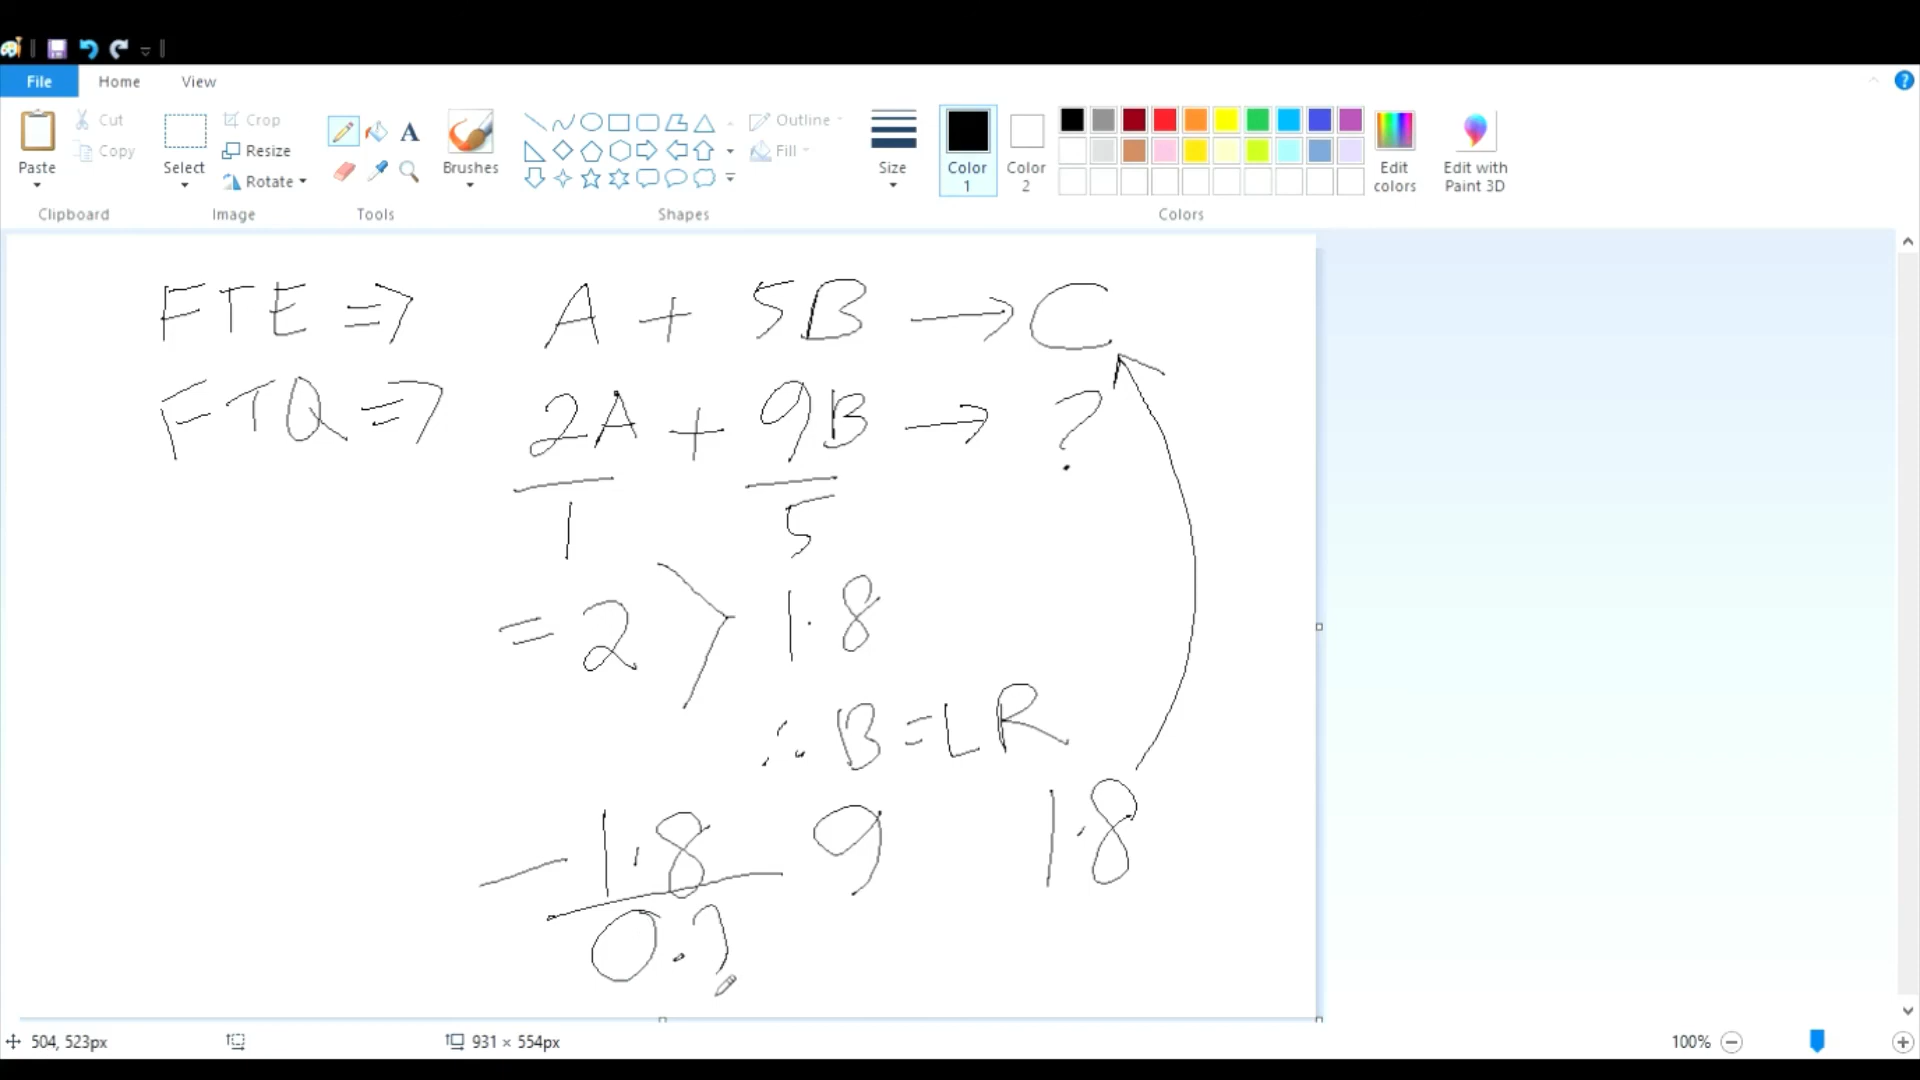 File Home View
Paste Cut Copy Select Crop Resize Rotate A Brushes Outline Fill Size Color 1 Color 2 Edit colors Edit with Paint 3D
Clipboard Image Tools Shapes Colors
FTE => A + 5B → C
FTQ => 2A + 9B → ?
1 5
= 2 > 1.8
∴ B = LR
- 1.8 9 1.8
0.
504, 523px 931 × 554px 100%